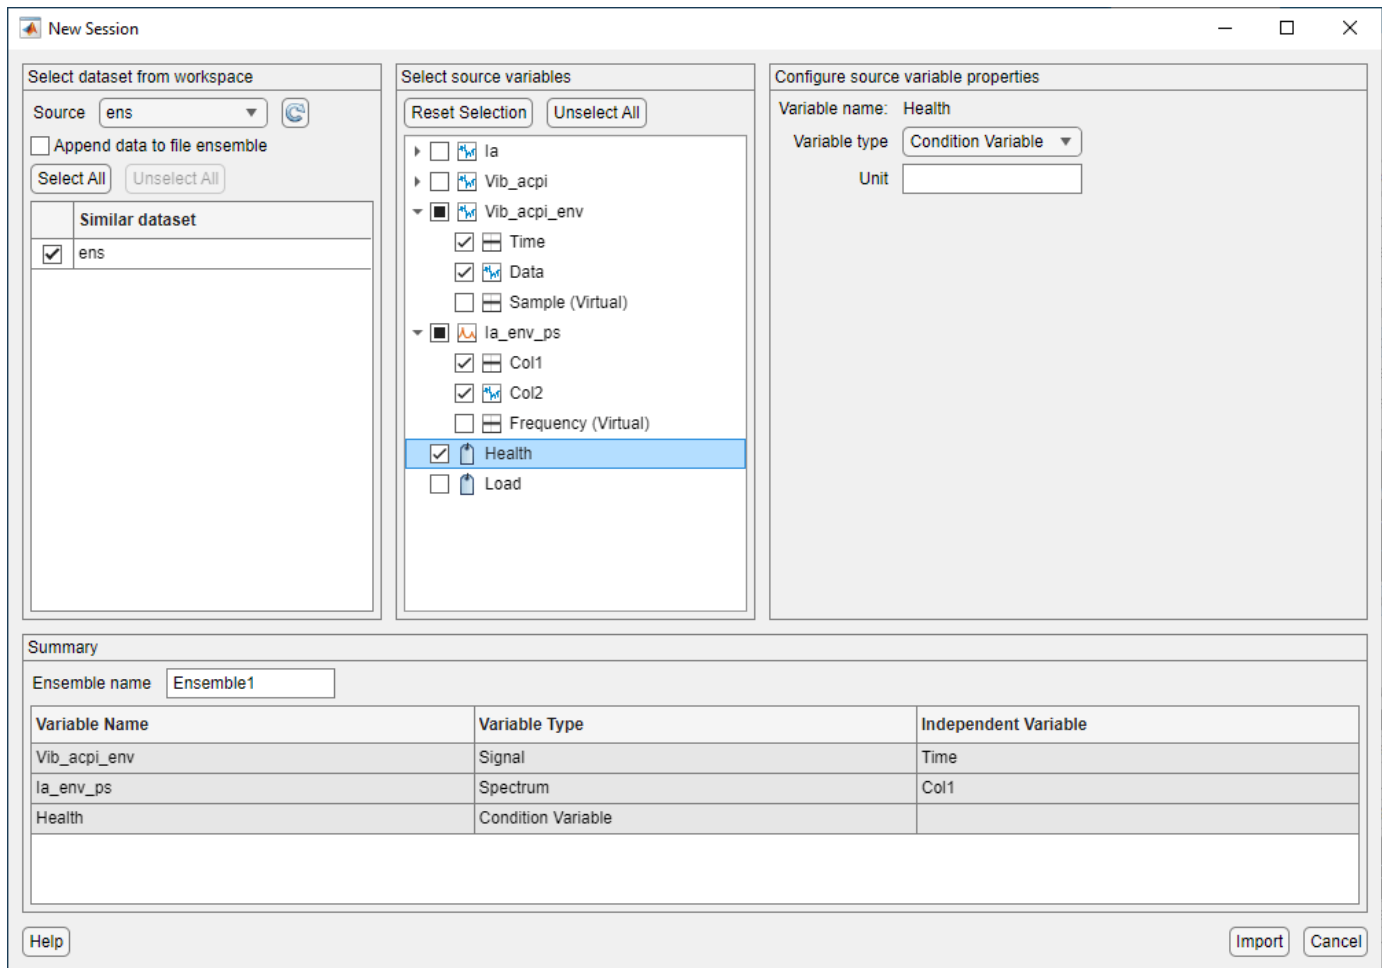 New Session
Select dataset from workspace
Source ens
Append data to file ensemble
Select All Unselect All
Similar dataset
ens
Select source variables
Reset Selection Unselect All
Ia
Vib_acpi
Vib_acpi_env
Time
Data
Sample (Virtual)
Ia_env_ps
Col1
Col2
Frequency (Virtual)
Health
Load
Configure source variable properties
Variable name: Health
Variable type Condition Variable
Unit
Summary
Ensemble name Ensemble1
Variable Name Variable Type Independent Variable
Vib_acpi_env Signal Time
Ia_env_ps Spectrum Col1
Health Condition Variable
Help Import Cancel